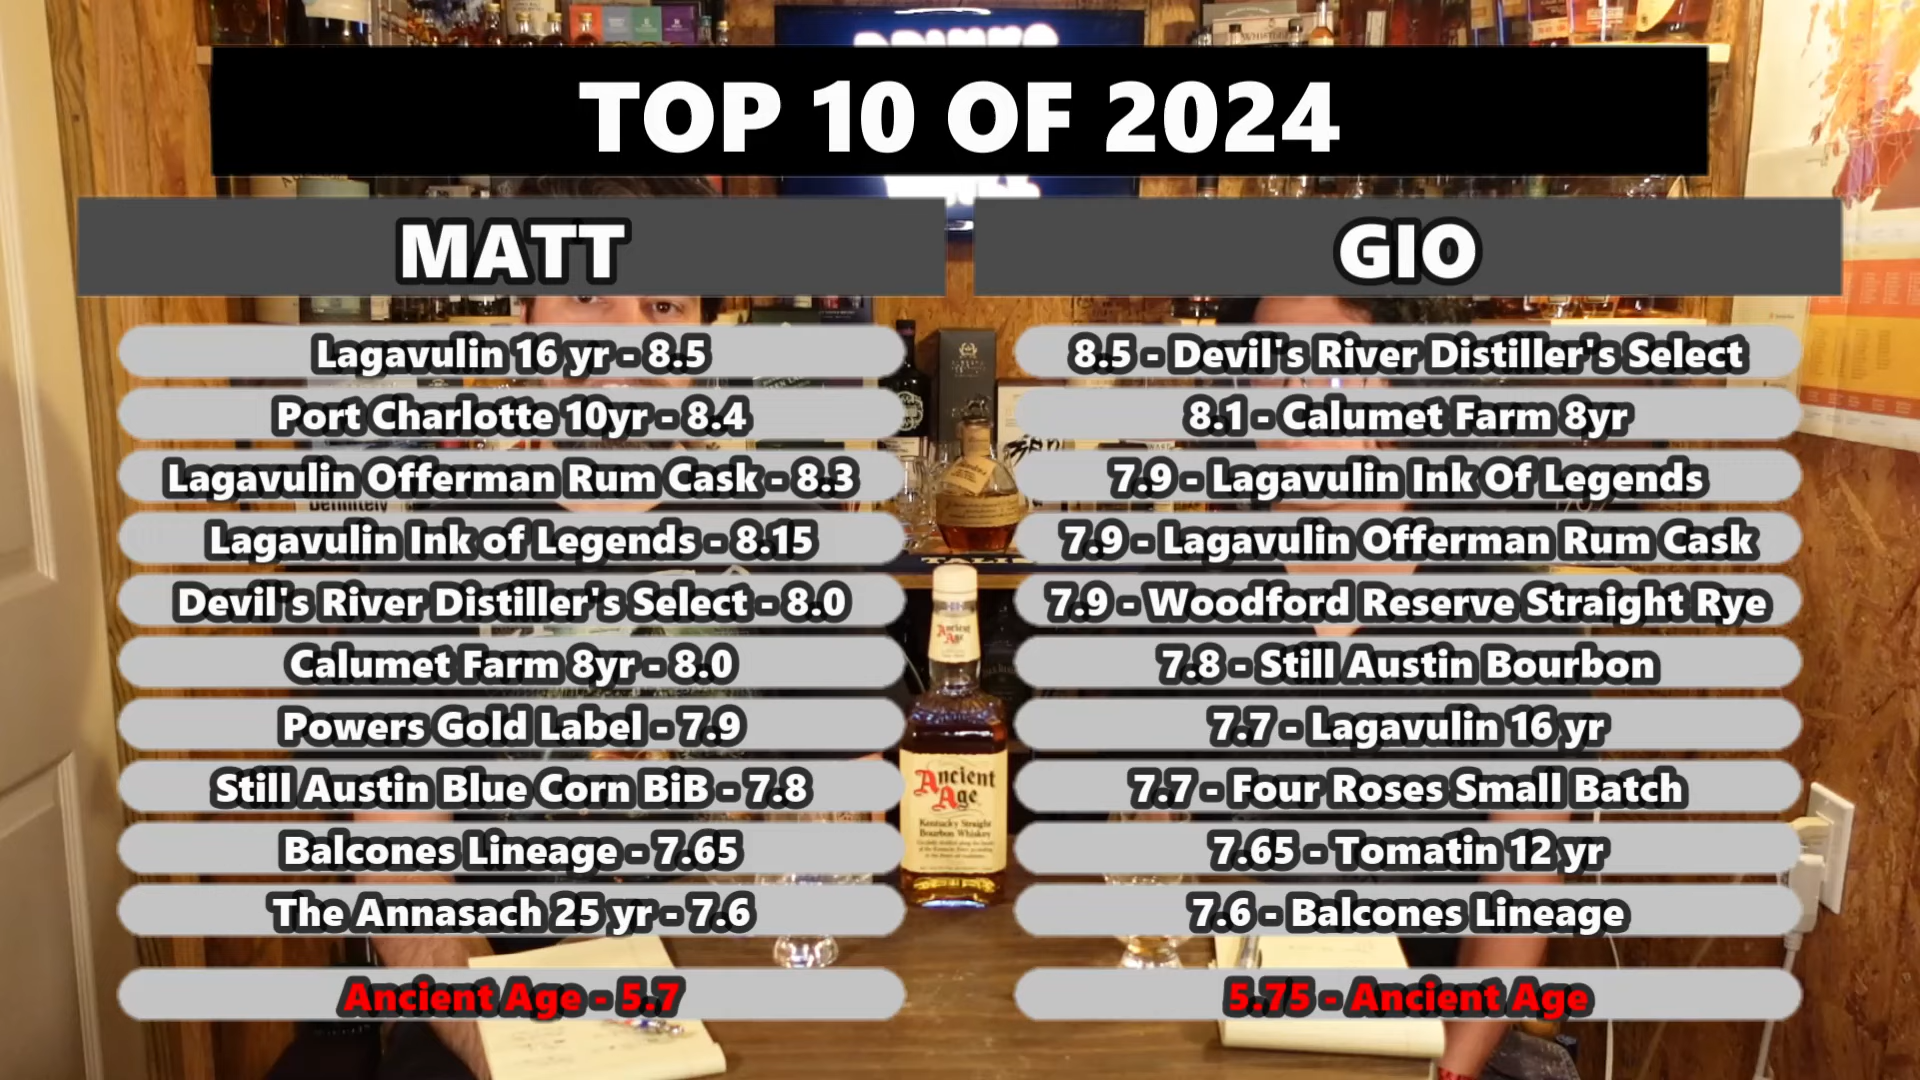 TOP 10 OF 2024
MATT
Lagavulin 16 yr - 8.5
Port Charlotte 10yr - 8.4
Lagavulin Offerman Rum Cask - 8.3
Lagavulin Ink of Legends - 8.15
Devil's River Distiller's Select - 8.0
Calumet Farm 8yr - 8.0
Powers Gold Label - 7.9
Still Austin Blue Corn BiB - 7.8
Balcones Lineage - 7.65
The Annasach 25 yr - 7.6
Ancient Age - 5.7
GIO
8.5 - Devil's River Distiller's Select
8.1 - Calumet Farm 8yr
7.9 - Lagavulin Ink Of Legends
7.9 - Lagavulin Offerman Rum Cask
7.9 - Woodford Reserve Straight Rye
7.8 - Still Austin Bourbon
7.7 - Lagavulin 16 yr
7.7 - Four Roses Small Batch
7.65 - Tomatin 12 yr
7.6 - Balcones Lineage
5.75 - Ancient Age
Definitely
Ancient
Age
Ancient
Age
Kentucky Straight
Bourbon Whiskey